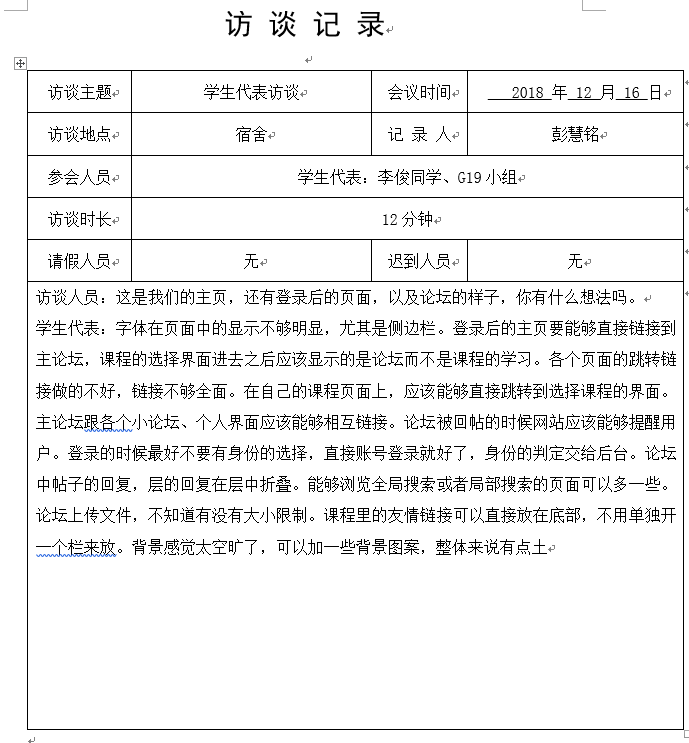 访 谈 记 录
访谈主题 学生代表访谈 会议时间 2018 年 12 月 16 日
访谈地点 宿舍 记 录 人 彭慧铭
参会人员 学生代表：李俊同学、G19 小组
访谈时长 12 分钟
请假人员 无 迟到人员 无
访谈人员：这是我们的主页，还有登录后的页面，以及论坛的样子，你有什么想法吗。
学生代表：字体在页面中的显示不够明显，尤其是侧边栏。登录后的主页要能够直接链接到
主论坛，课程的选择界面进去之后应该显示的是论坛而不是课程的学习。各个页面的跳转链
接做的不好，链接不够全面。在自己的课程页面上，应该能够直接跳转到选择课程的界面。
主论坛跟各个小论坛、个人界面应该能够相互链接。论坛被回帖的时候网站应该能够提醒用
户。登录的时候最好不要有身份的选择，直接账号登录就好了，身份的判定交给后台。论坛
中帖子的回复，层的回复在层中折叠。能够浏览全局搜索或者局部搜索的页面可以多一些。
论坛上传文件，不知道有没有大小限制。课程里的友情链接可以直接放在底部，不用单独开
一个栏来放。背景感觉太空旷了，可以加一些背景图案，整体来说有点土